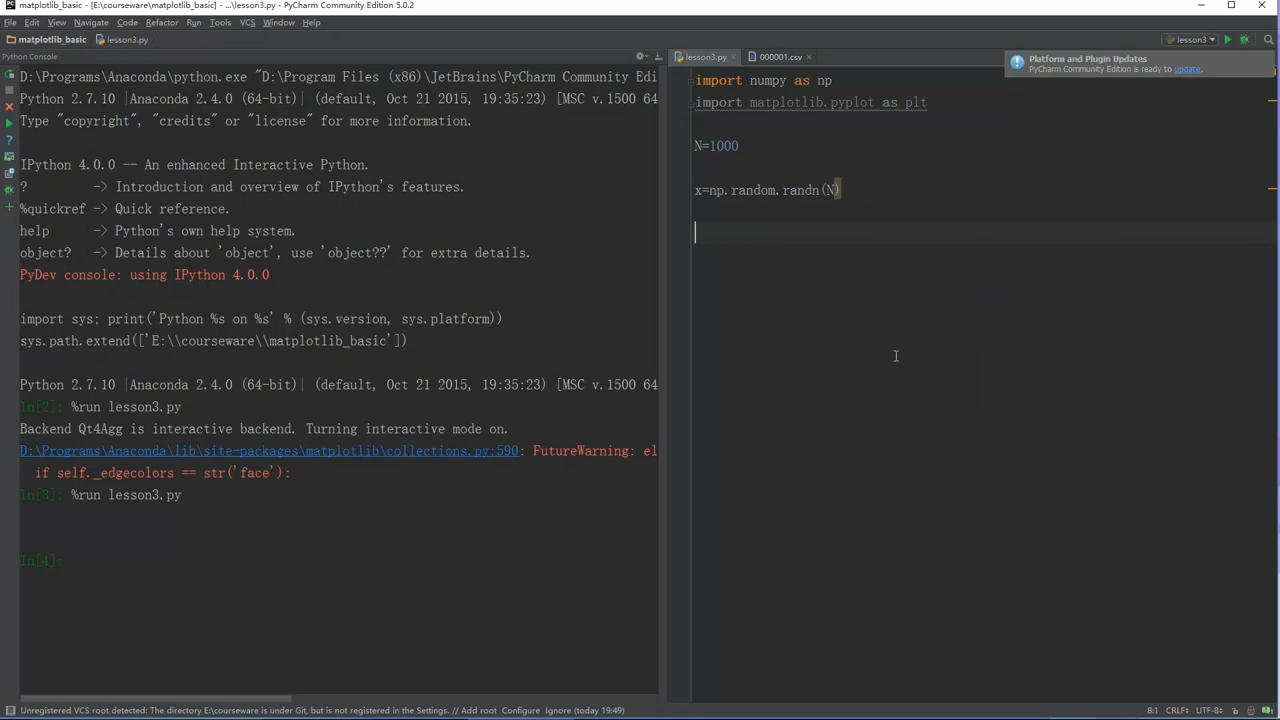 matplotlib_basic - [E:\courseware\matplotlib_basic] - ...\lesson3.py - PyCharm Community Edition 5.0.2
File Edit View Navigate Code Refactor Run Tools VCS Window Help
matplotlib_basic lesson3.py
lesson3
Python Console
lesson3.py 000001.csv
Platform and Plugin Updates
PyCharm Community Edition is ready to update.
D:\Programs\Anaconda\python.exe "D:\Program Files (x86)\JetBrains\PyCharm Community Edi
Python 2.7.10 |Anaconda 2.4.0 (64-bit)| (default, Oct 21 2015, 19:35:23) [MSC v.1500 64
Type "copyright", "credits" or "license" for more information.
IPython 4.0.0 -- An enhanced Interactive Python.
? -> Introduction and overview of IPython's features.
%quickref -> Quick reference.
help -> Python's own help system.
object? -> Details about 'object', use 'object??' for extra details.
PyDev console: using IPython 4.0.0
import sys; print('Python %s on %s' % (sys.version, sys.platform))
sys.path.extend(['E:\\courseware\\matplotlib_basic'])
Python 2.7.10 |Anaconda 2.4.0 (64-bit)| (default, Oct 21 2015, 19:35:23) [MSC v.1500 64
In[2]: %run lesson3.py
Backend Qt4Agg is interactive backend. Turning interactive mode on.
D:\Programs\Anaconda\lib\site-packages\matplotlib\collections.py:590: FutureWarning: el
if self._edgecolors == str('face'):
In[3]: %run lesson3.py
In[4]:
import numpy as np
import matplotlib.pyplot as plt
N=1000
x=np.random.randn(N)
Unregistered VCS root detected: The directory E:\courseware is under Git, but is not registered in the Settings. // Add root Configure Ignore (today 19:49)
8:1 CRLF UTF-8